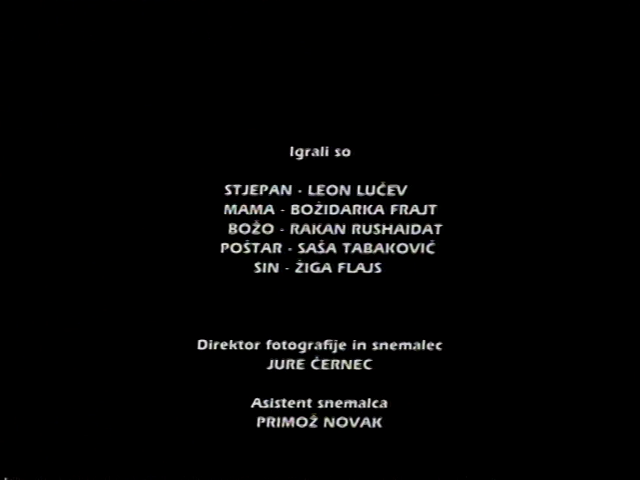 Igrali so
STJEPAN - LEON LUČEV
MAMA - BOŽIDARKA FRAJT
BOŽO - RAKAN RUSHAIDAT
POŠTAR - SAŠA TABAKOVIĆ
SIN - ŽIGA FLAJS
Direktor fotografije in snemalec
JURE ČERNEC
Asistent snemalca
PRIMOŽ NOVAK